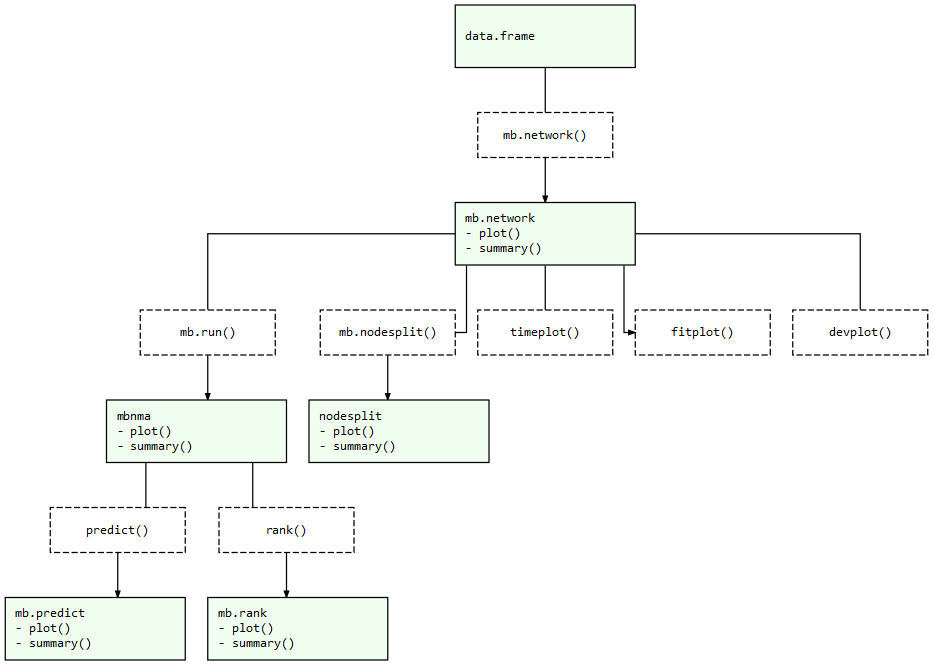 data.frame
mb.network()
mb.network
- plot()
- summary()
mb.run()
mb.nodesplit()
timeplot()
fitplot()
devplot()
mbnma
- plot()
- summary()
nodesplit
- plot()
- summary()
predict()
rank()
mb.predict
- plot()
- summary()
mb.rank
- plot()
- summary()